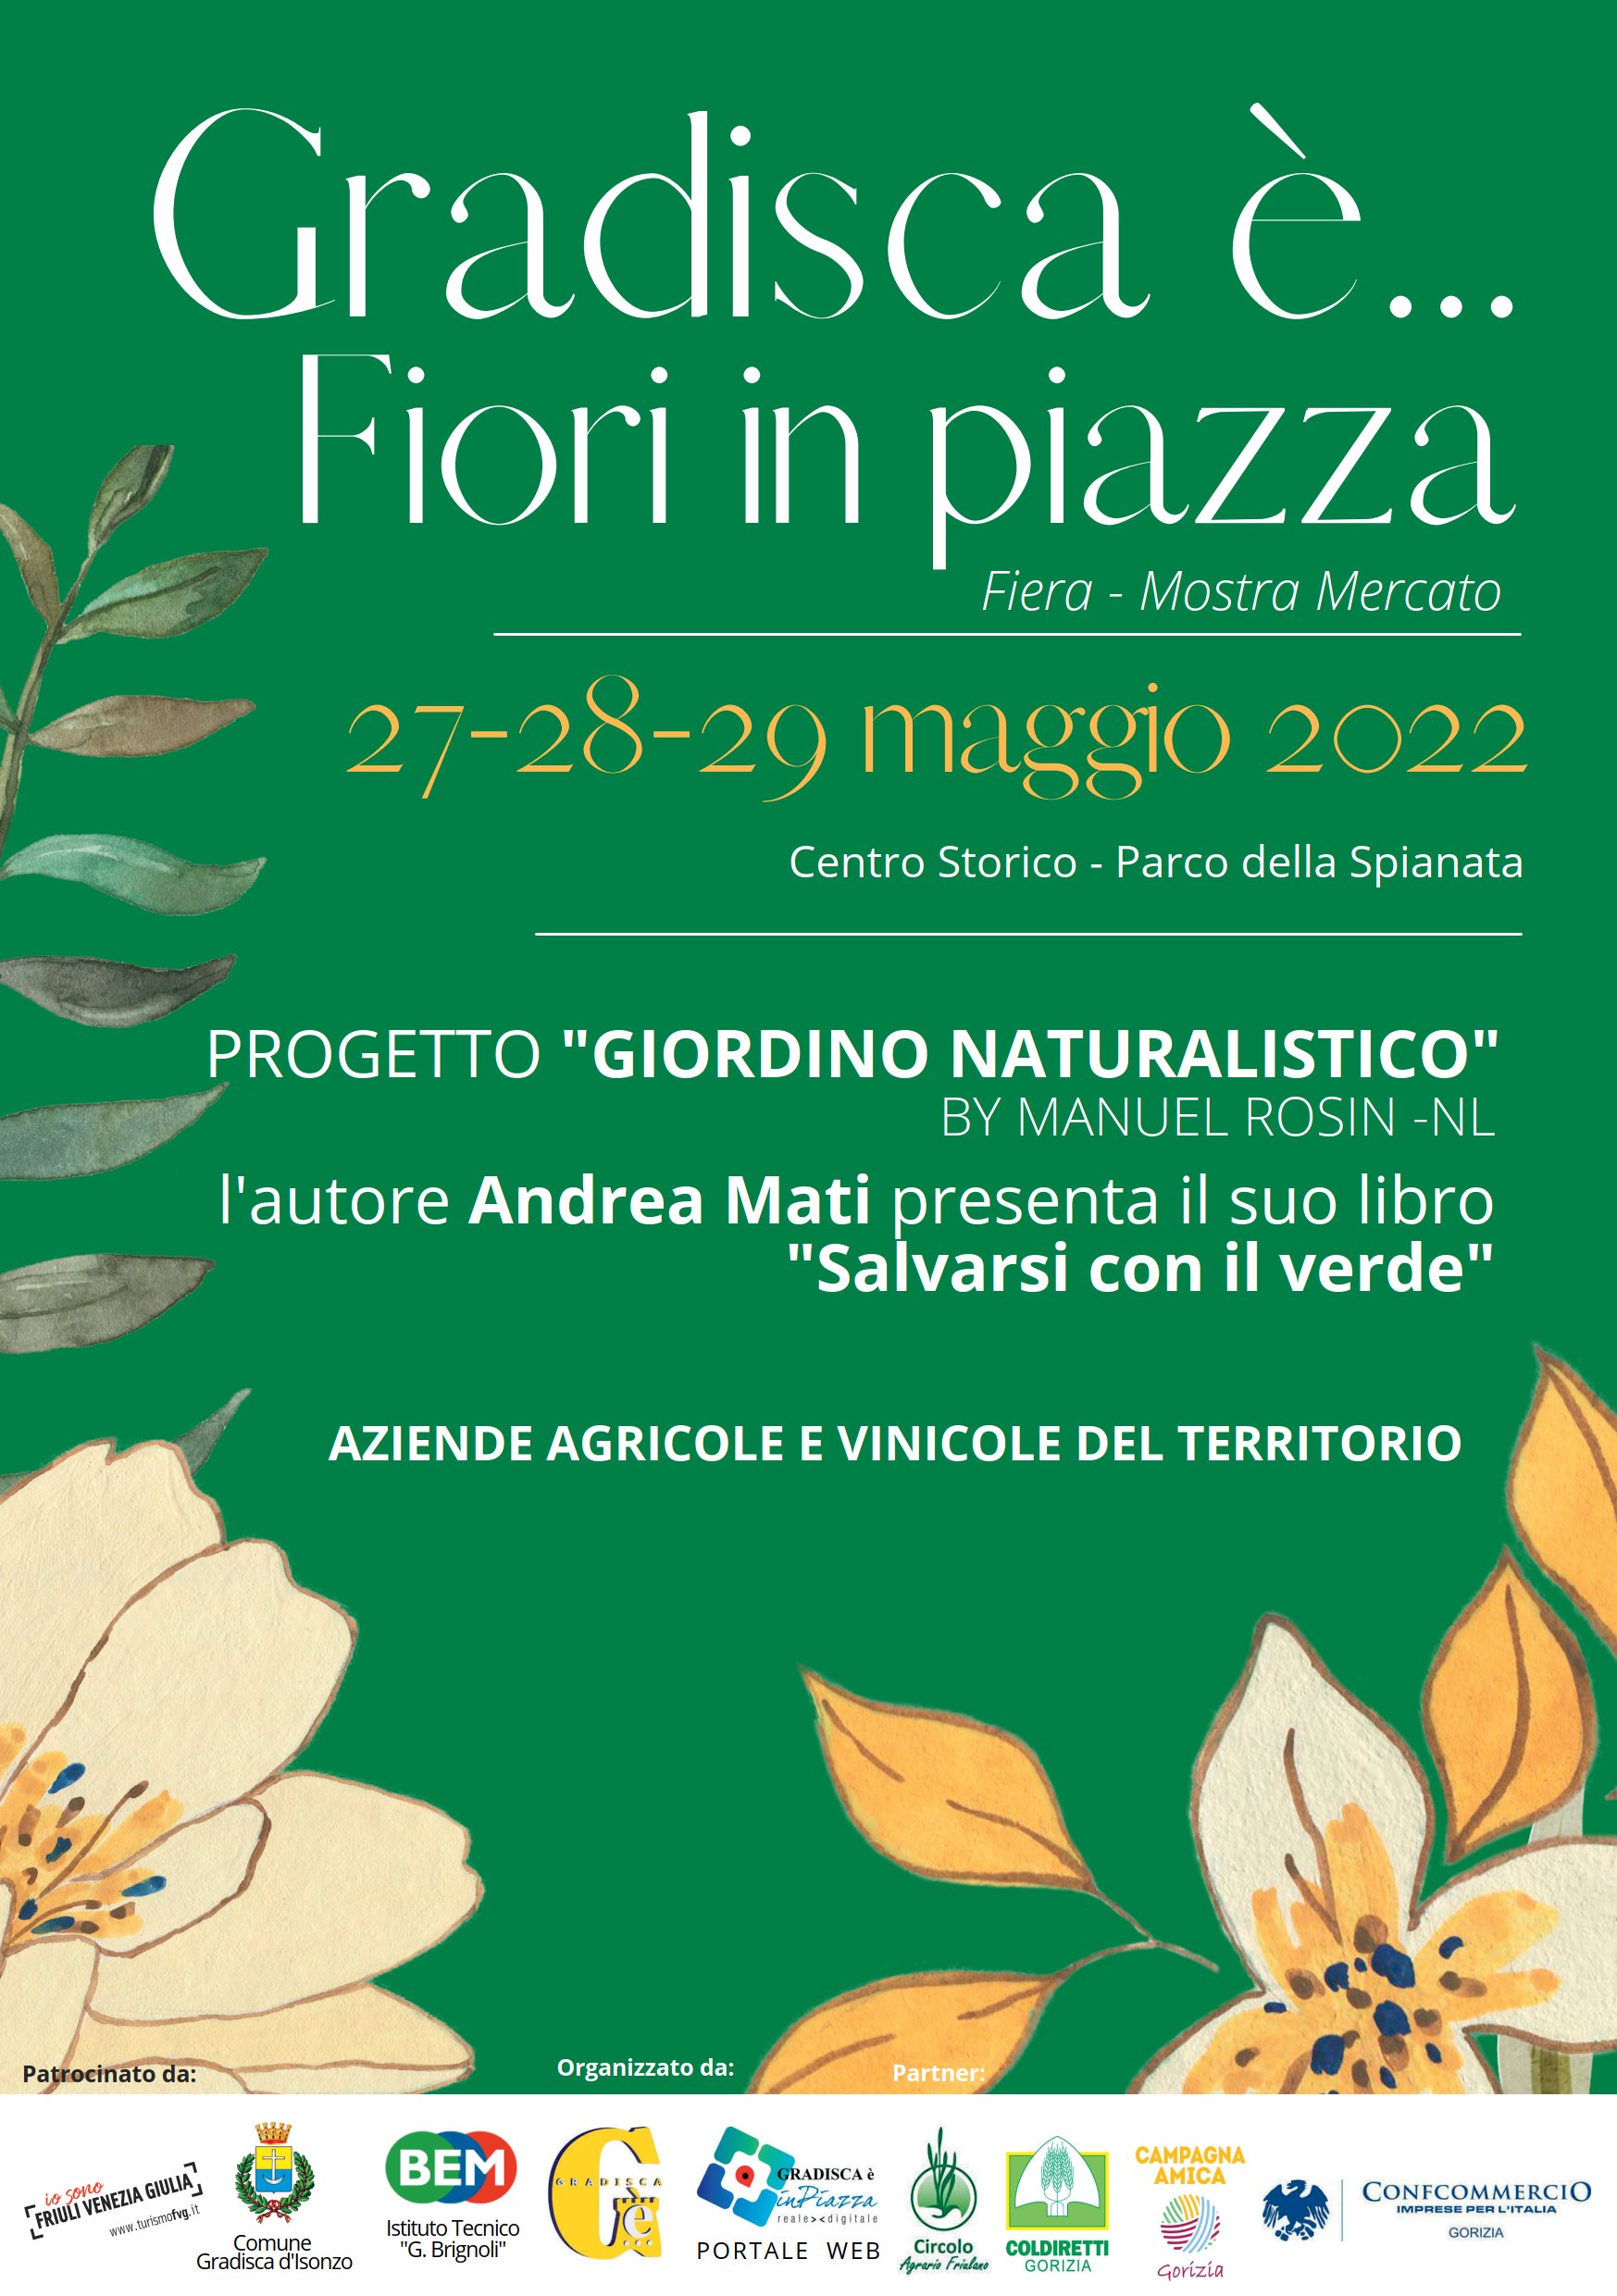 Gradisca è...
Fiori in piazza
Fiera - Mostra Mercato
27-28-29 maggio 2022
Centro Storico - Parco della Spianata
PROGETTO "GIORDINO NATURALISTICO"
BY MANUEL ROSIN -NL
l'autore Andrea Mati presenta il suo libro
"Salvarsi con il verde"
AZIENDE AGRICOLE E VINICOLE DEL TERRITORIO
Patrocinato da:
Organizzato da:
Partner:
io sono
FRIULI VENEZIA GIULIA
www.turismofvg.it
Comune
Gradisca d'Isonzo
BEM
Istituto Tecnico
"G. Brignoli"
G
GRADISCA
è...
GRADISCA è
inPiazza
reale><digitale
PORTALE WEB
Circolo
Agrario Friulano
COLDIRETTI
GORIZIA
CAMPAGNA
AMICA
Gorizia
CONFCOMMERCIO
IMPRESE PER L'ITALIA
GORIZIA